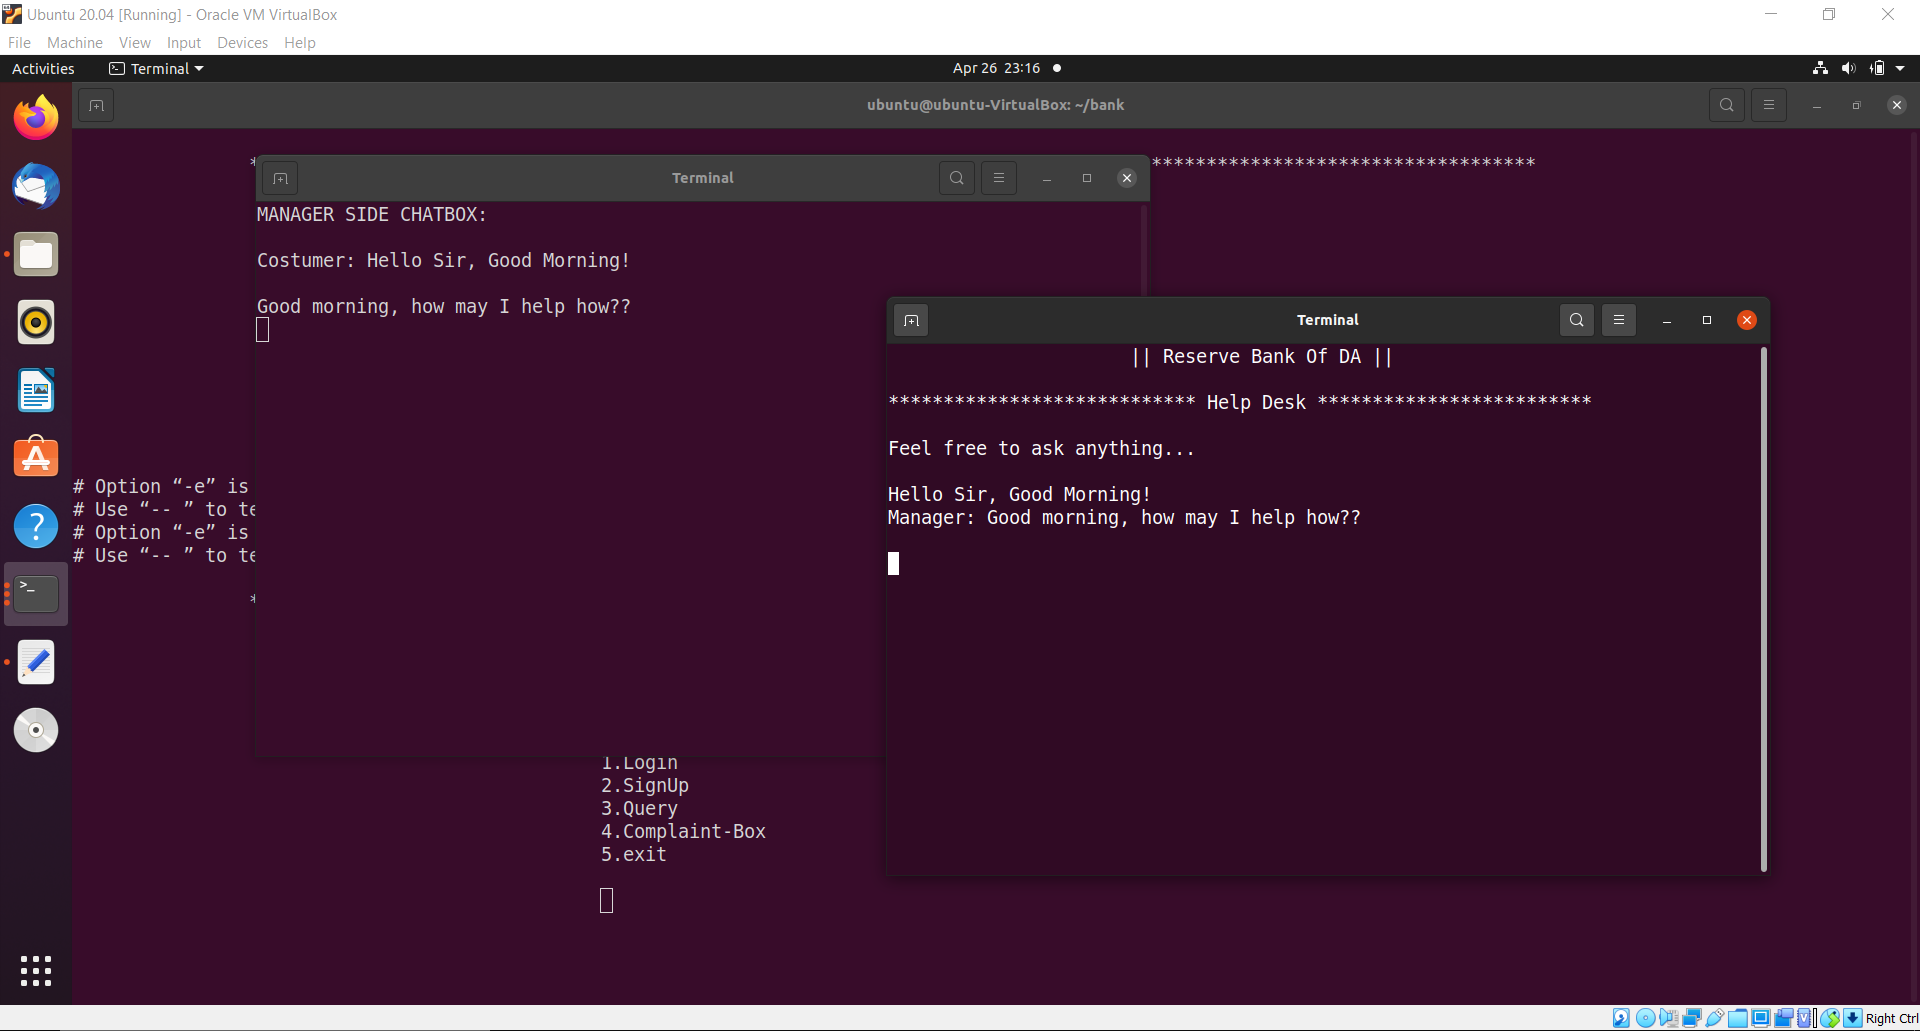 Ubuntu 20.04 [Running] - Oracle VM VirtualBox
File Machine View Input Devices Help
Activities Terminal Apr 26 23:16
ubuntu@ubuntu-VirtualBox: ~/bank
* ***********************************
Terminal
MANAGER SIDE CHATBOX:
Costumer: Hello Sir, Good Morning!
Good morning, how may I help how??
Terminal
|| Reserve Bank Of DA ||
**************************** Help Desk *************************
Feel free to ask anything...
Hello Sir, Good Morning!
Manager: Good morning, how may I help how??
# Option “-e” is
# Use “-- ” to te
# Option “-e” is
# Use “-- ” to te
*
1.Login
2.SignUp
3.Query
4.Complaint-Box
5.exit
Right Ctrl